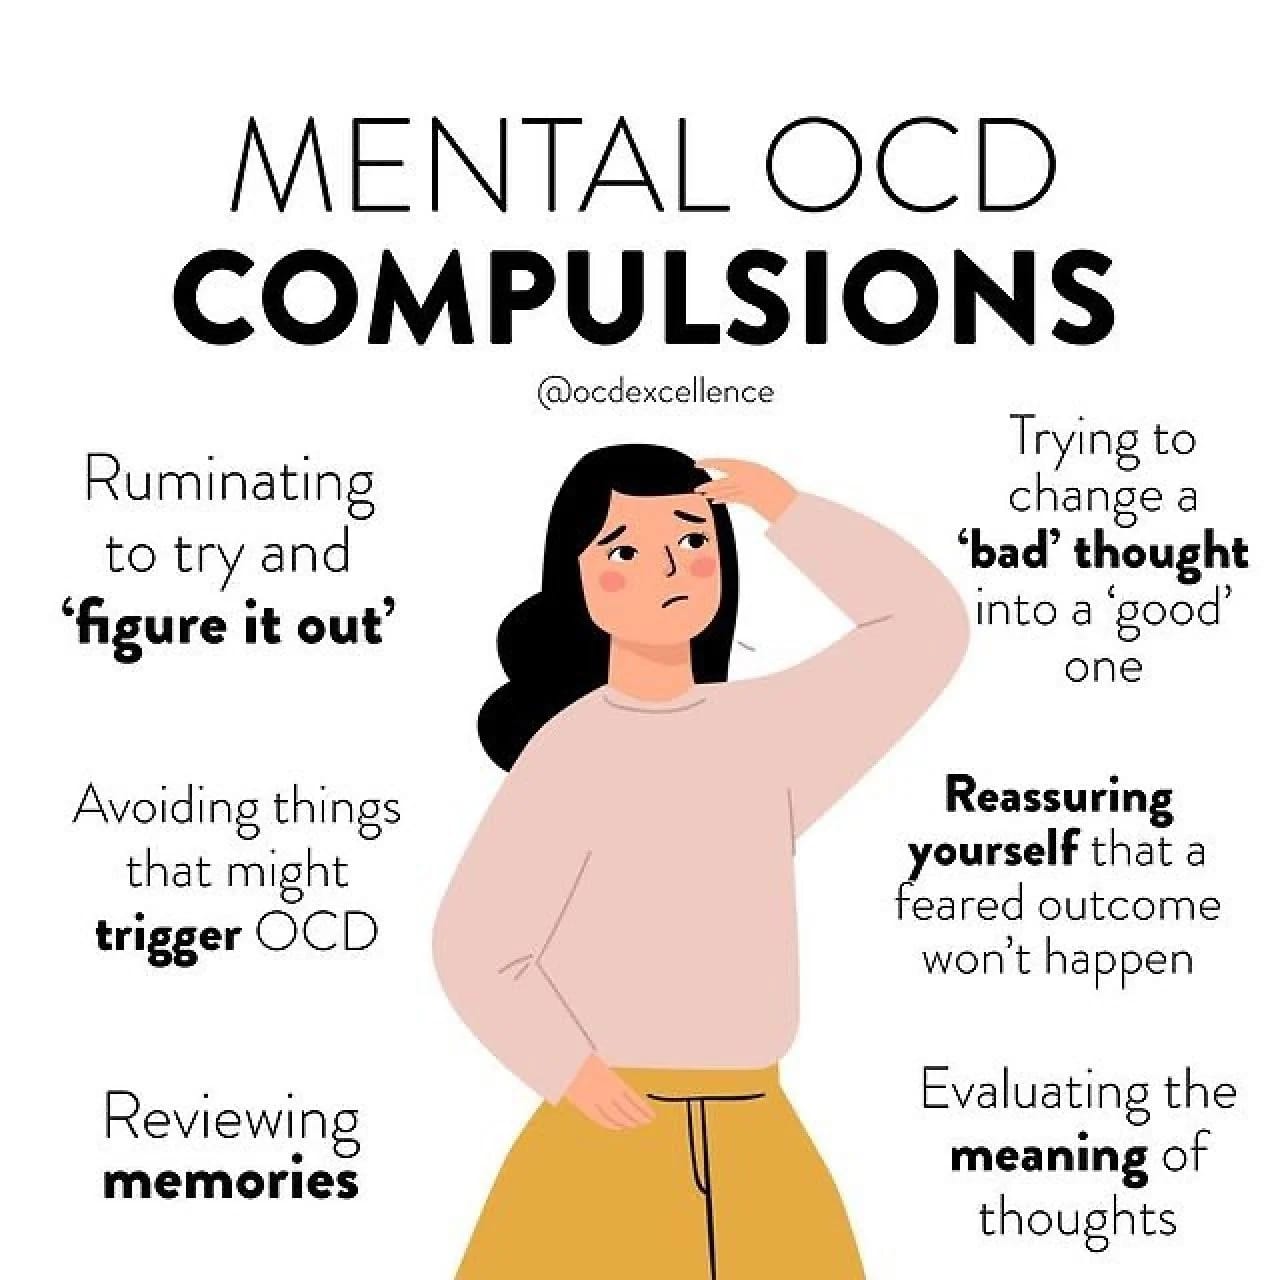 MENTAL OCD
COMPULSIONS
@ocdexcellence
Ruminating
to try and
‘figure it out’
Avoiding things
that might
trigger OCD
Reviewing
memories
Trying to
change a
‘bad’ thought
into a ‘good’
one
Reassuring
yourself that a
feared outcome
won’t happen
Evaluating the
meaning of
thoughts